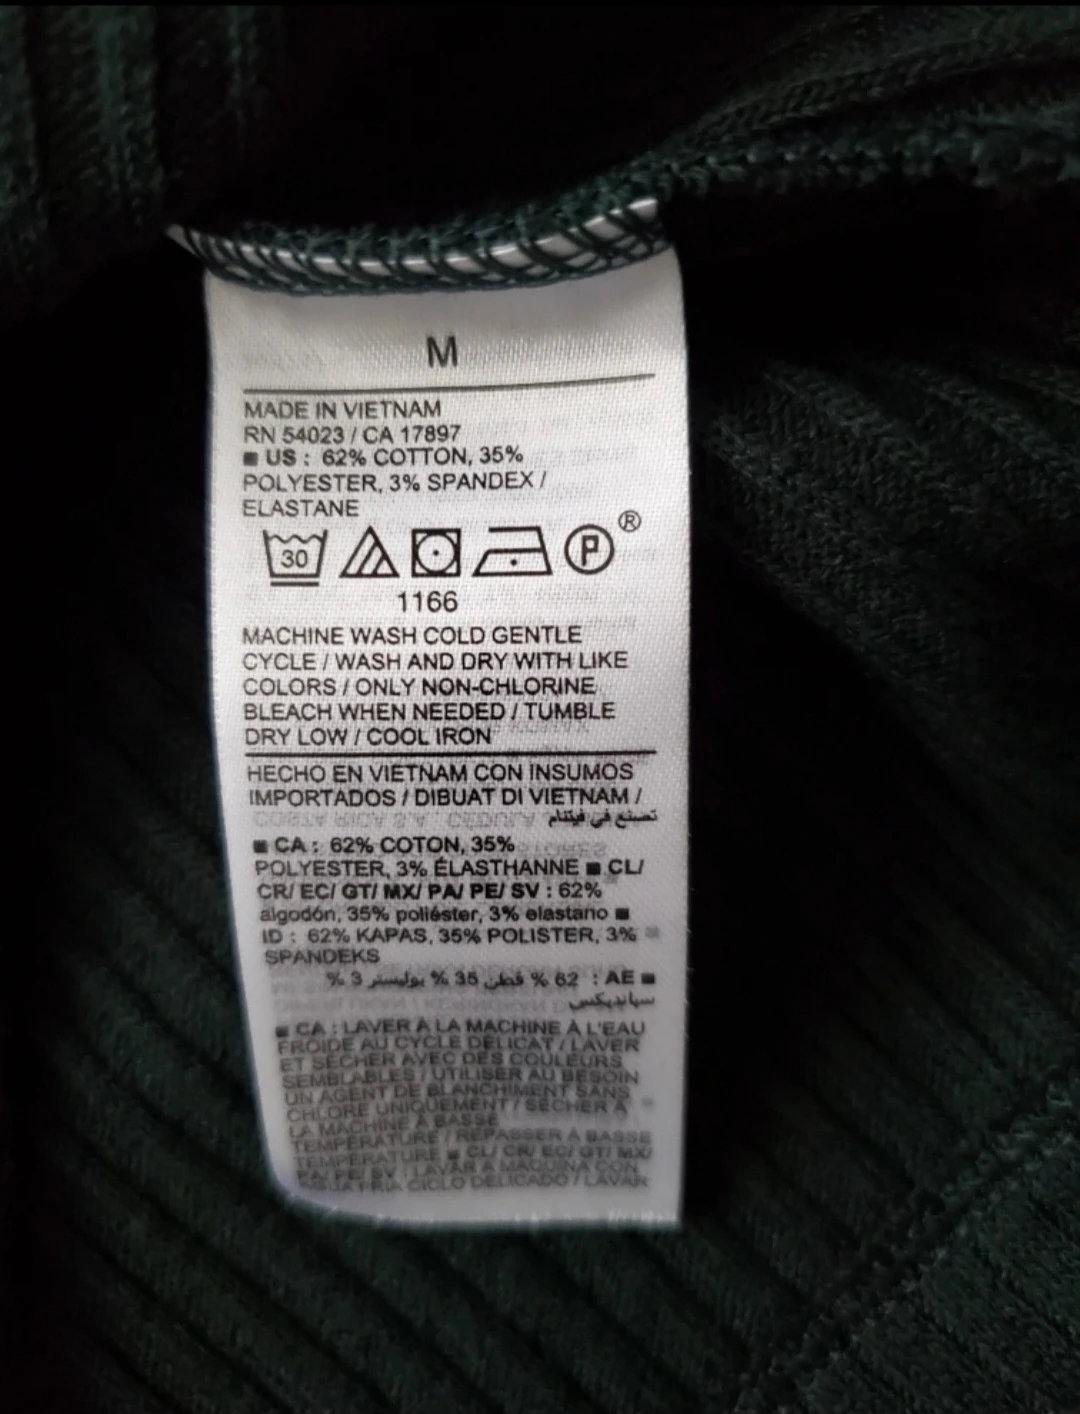 M
MADE IN VIETNAM
RN 54023 / CA 17897
■ US : 62% COTTON, 35%
POLYESTER, 3% SPANDEX /
ELASTANE
30 P ®
1166
MACHINE WASH COLD GENTLE
CYCLE / WASH AND DRY WITH LIKE
COLORS / ONLY NON-CHLORINE
BLEACH WHEN NEEDED / TUMBLE
DRY LOW / COOL IRON
HECHO EN VIETNAM CON INSUMOS
IMPORTADOS / DIBUAT DI VIETNAM /
تصنع في فيتنام
■ CA : 62% COTON, 35%
POLYESTER, 3% ÉLASTHANNE ■ CL/
CR/ EC/ GT/ MX/ PA/ PE/ SV : 62%
algodón, 35% poliéster, 3% elastano ■
ID : 62% KAPAS, 35% POLISTER, 3%
SPANDEKS
■ AE : 62 % قطن 35 % بوليستر 3 %
سبانديكس
■ CA : LAVER À LA MACHINE À L'EAU
FROIDE AU CYCLE DÉLICAT / LAVER
ET SÉCHER AVEC DES COULEURS
SEMBLABLES / UTILISER AU BESOIN
UN AGENT DE BLANCHIMENT SANS
CHLORE UNIQUEMENT / SÉCHER À
LA MACHINE À BASSE
TEMPÉRATURE / REPASSER À BASSE
TEMPÉRATURE ■ CL/ CR/ EC/ GT/ MX/
PA/ PE/ SV : LAVAR A MÁQUINA CON
AGUA FRÍA CICLO DELICADO / LAVAR